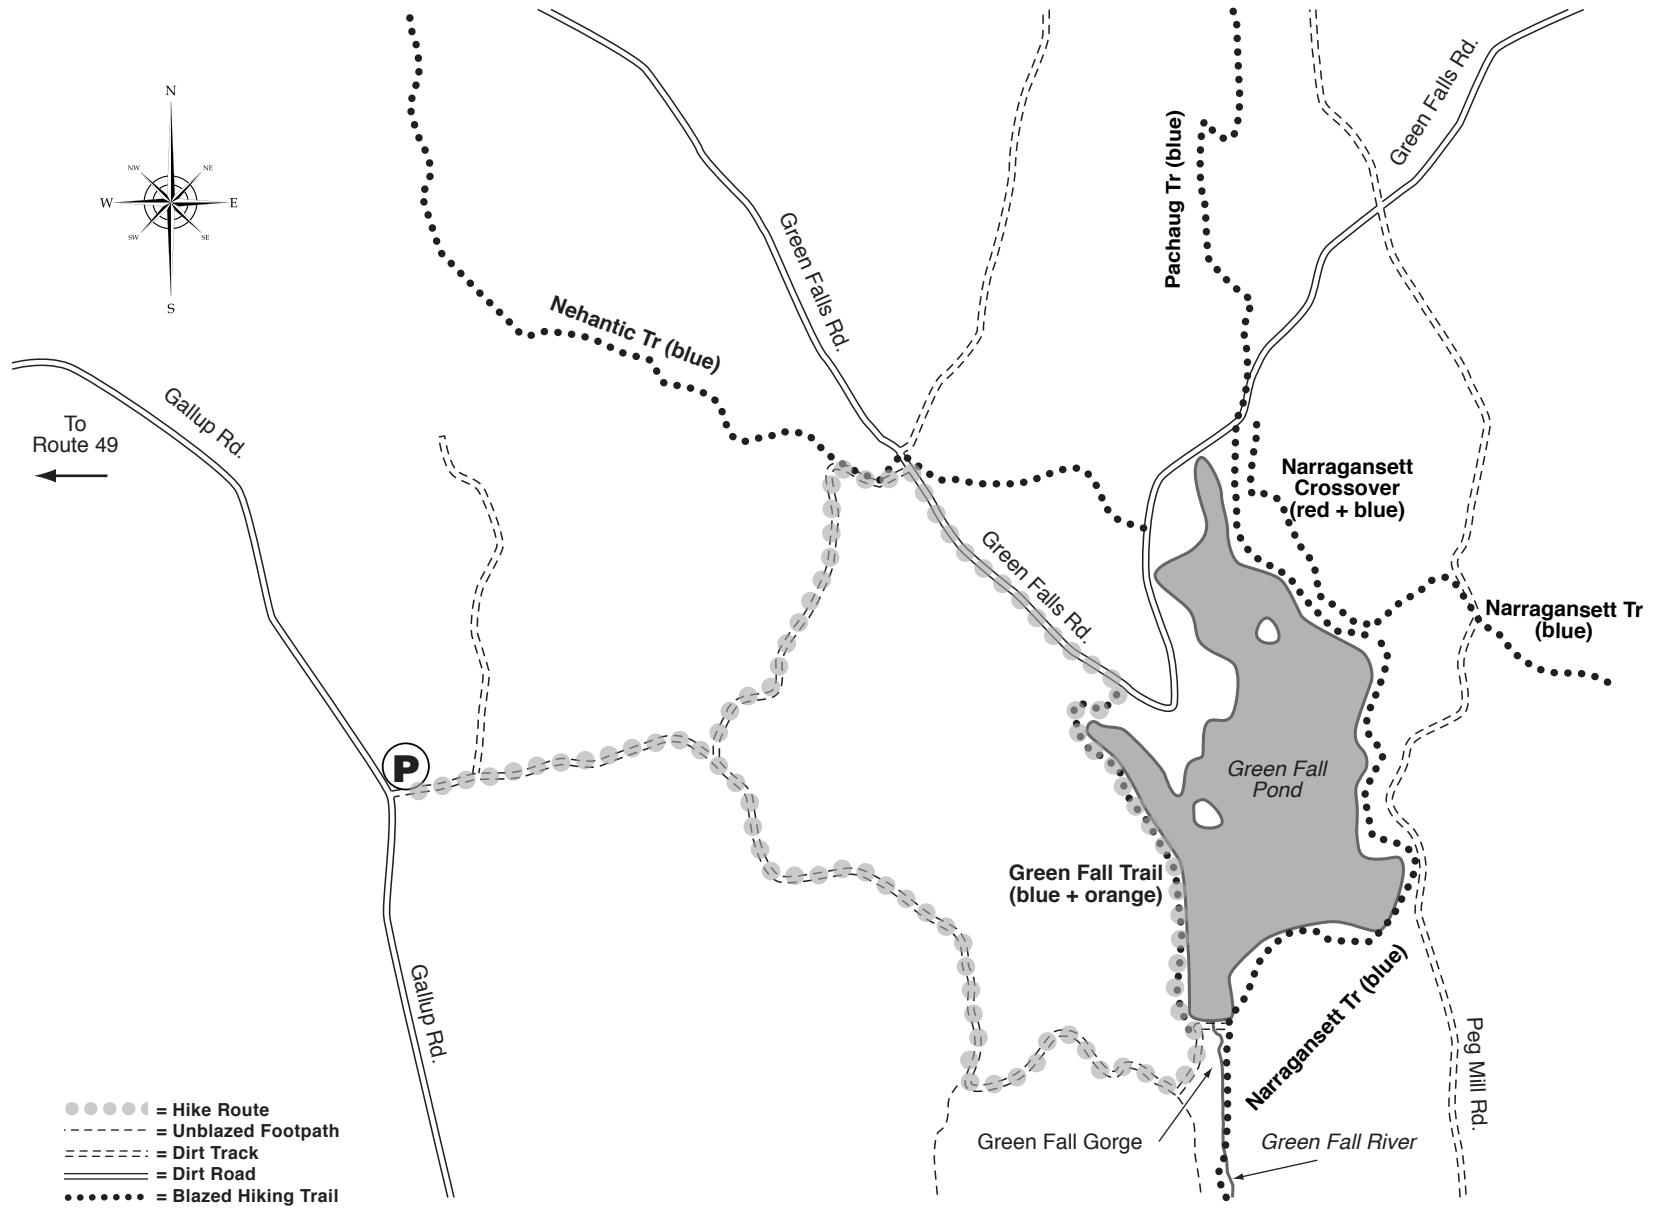 N
NW
NE
W
E
SW
SE
S
Green Falls Rd.
Pachaug Tr (blue)
Green Falls Rd.
Nehantic Tr (blue)
Gallup Rd.
To
Route 49
Narragansett
Crossover
(red + blue)
Green Falls Rd.
Narragansett Tr
(blue)
P
Green Fall
Pond
Green Fall Trail
(blue + orange)
Gallup Rd.
Narragansett Tr (blue)
Peg Mill Rd.
Green Fall Gorge
Green Fall River
= Hike Route
= Unblazed Footpath
= Dirt Track
= Dirt Road
= Blazed Hiking Trail